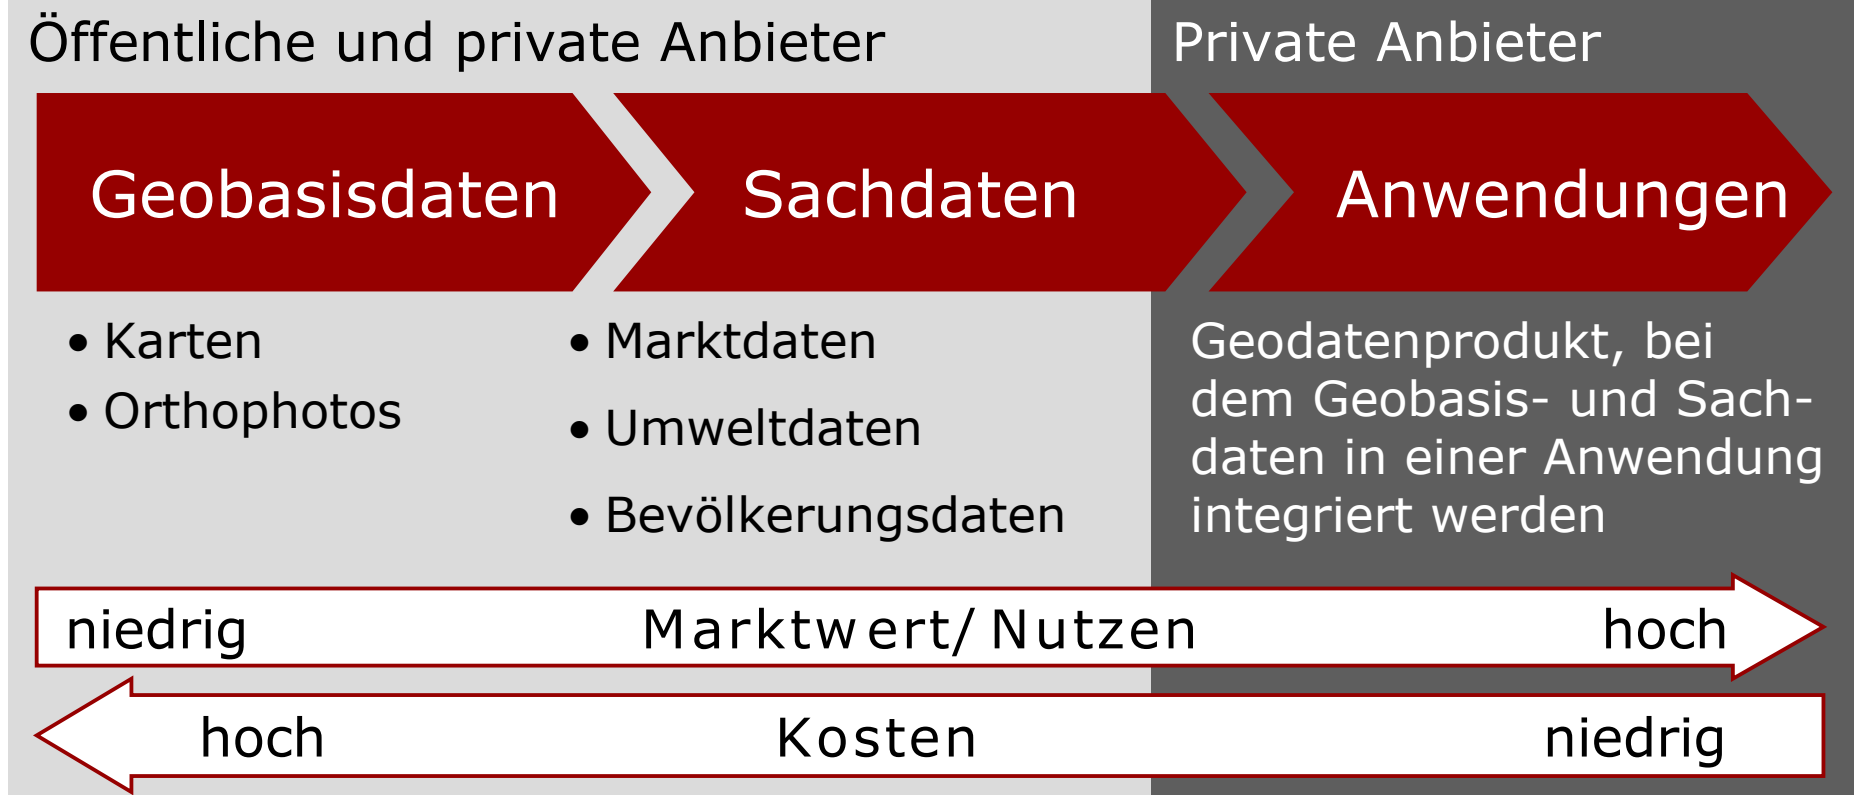 Öffentliche und private Anbieter
Private Anbieter
Geobasisdaten
Sachdaten
Anwendungen
• Karten
• Orthophotos
• Marktdaten
• Umweltdaten
• Bevölkerungsdaten
Geodatenprodukt, bei
dem Geobasis- und Sach-
daten in einer Anwendung
integriert werden
niedrig Marktwert/ Nutzen hoch
hoch Kosten niedrig